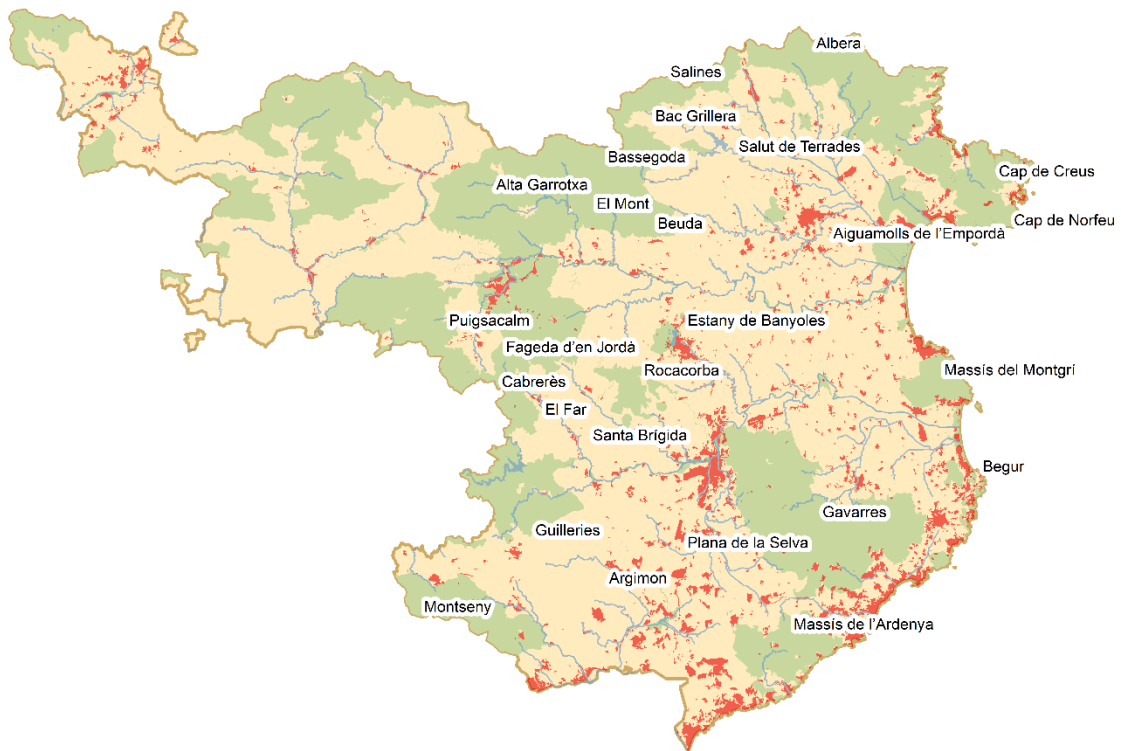 Albera
Salines
Bac Grillera
Salut de Terrades
Bassegoda
Cap de Creus
Alta Garrotxa
El Mont
Cap de Norfeu
Beuda
Aiguamolls de l'Empordà
Puigsacalm
Estany de Banyoles
Fageda d'en Jordà
Rocacorba
Massís del Montgrí
Cabrerès
El Far
Santa Brígida
Begur
Gavarres
Guilleries
Plana de la Selva
Argimon
Montseny
Massís de l'Ardenya